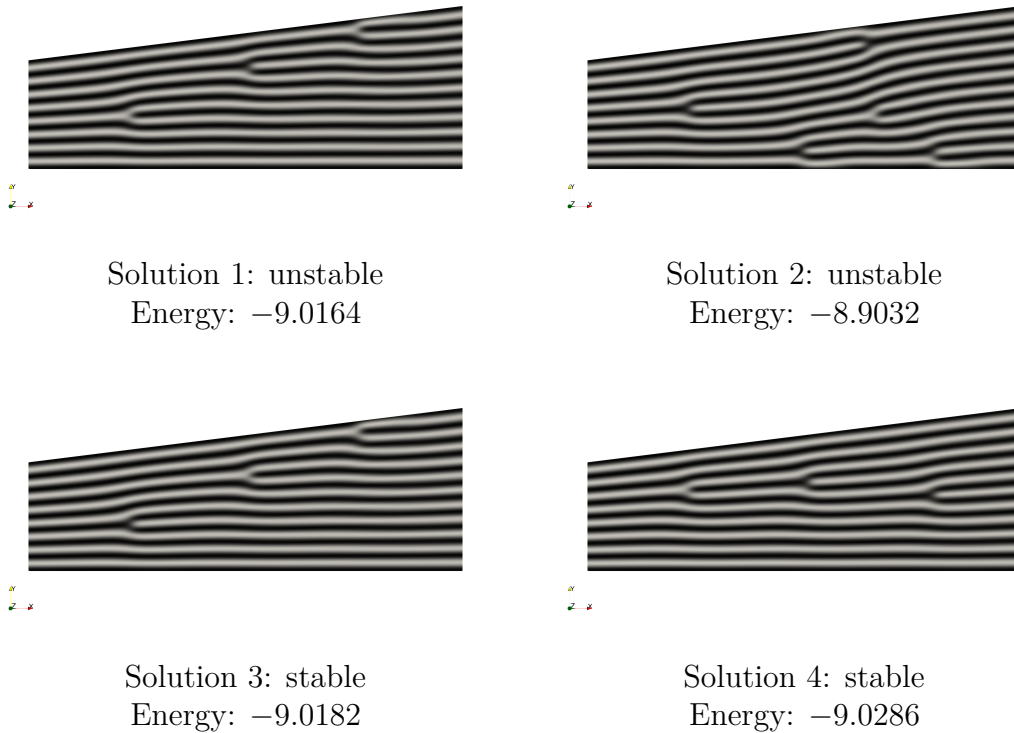 Y
Z X
Y
Z X
Solution 1: unstable
Energy: −9.0164
Solution 2: unstable
Energy: −8.9032
Y
Z X
Y
Z X
Solution 3: stable
Energy: −9.0182
Solution 4: stable
Energy: −9.0286